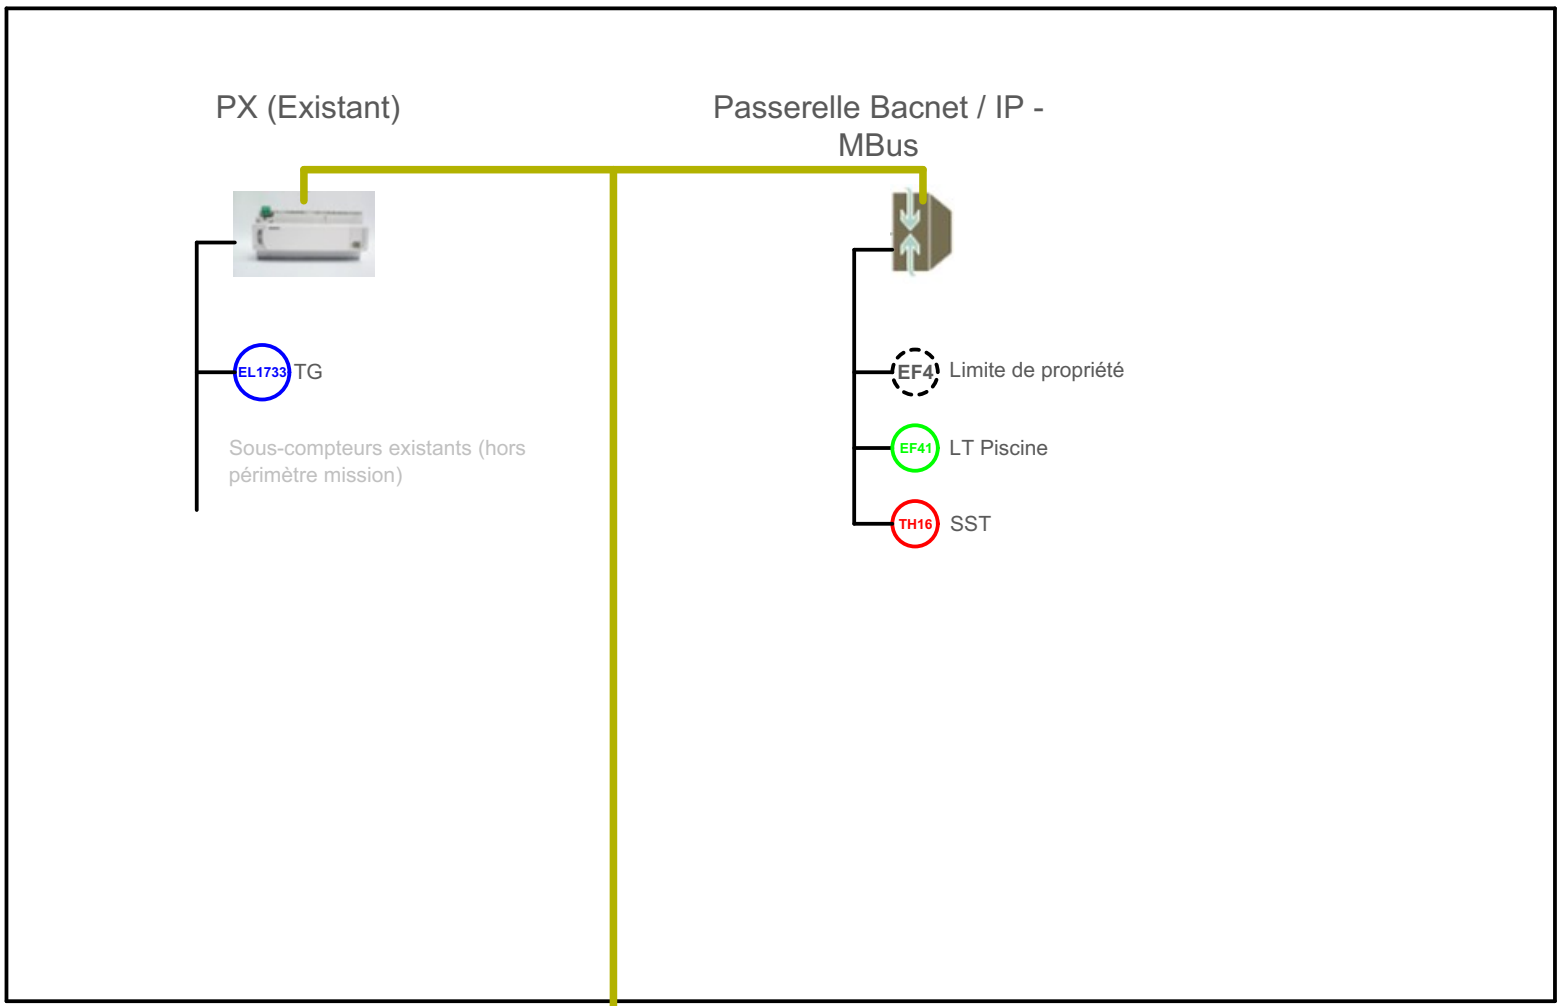 PX (Existant)
Passerelle Bacnet / IP -
MBus
EL1733 TG
Sous-compteurs existants (hors
périmètre mission)
EF4 Limite de propriété
EF41 LT Piscine
TH16 SST